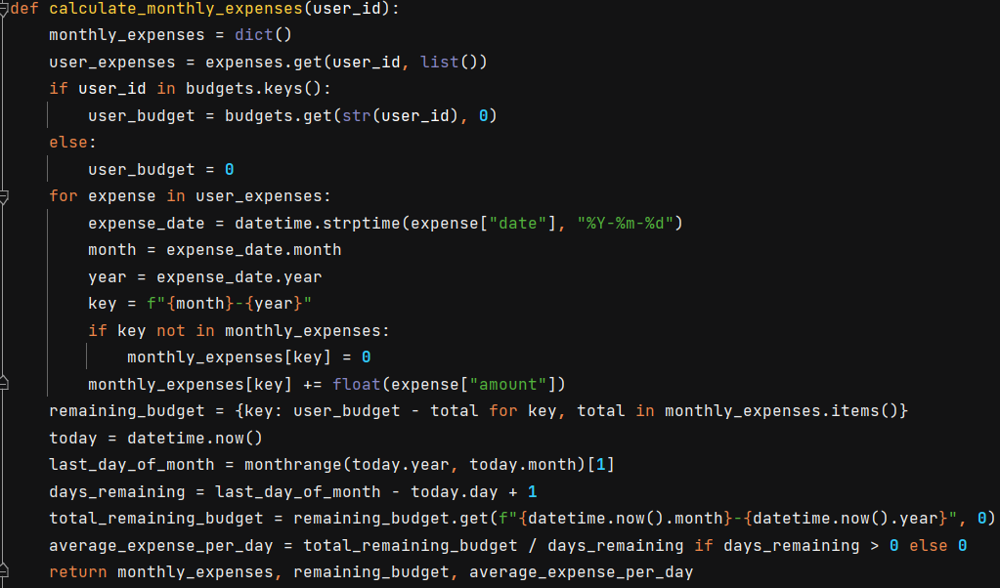 def calculate_monthly_expenses(user_id):
    monthly_expenses = dict()
    user_expenses = expenses.get(user_id, list())
    if user_id in budgets.keys():
        user_budget = budgets.get(str(user_id), 0)
    else:
        user_budget = 0
    for expense in user_expenses:
        expense_date = datetime.strptime(expense["date"], "%Y-%m-%d")
        month = expense_date.month
        year = expense_date.year
        key = f"{month}-{year}"
        if key not in monthly_expenses:
            monthly_expenses[key] = 0
        monthly_expenses[key] += float(expense["amount"])
    remaining_budget = {key: user_budget - total for key, total in monthly_expenses.items()}
    today = datetime.now()
    last_day_of_month = monthrange(today.year, today.month)[1]
    days_remaining = last_day_of_month - today.day + 1
    total_remaining_budget = remaining_budget.get(f"{datetime.now().month}-{datetime.now().year}", 0)
    average_expense_per_day = total_remaining_budget / days_remaining if days_remaining > 0 else 0
    return monthly_expenses, remaining_budget, average_expense_per_day